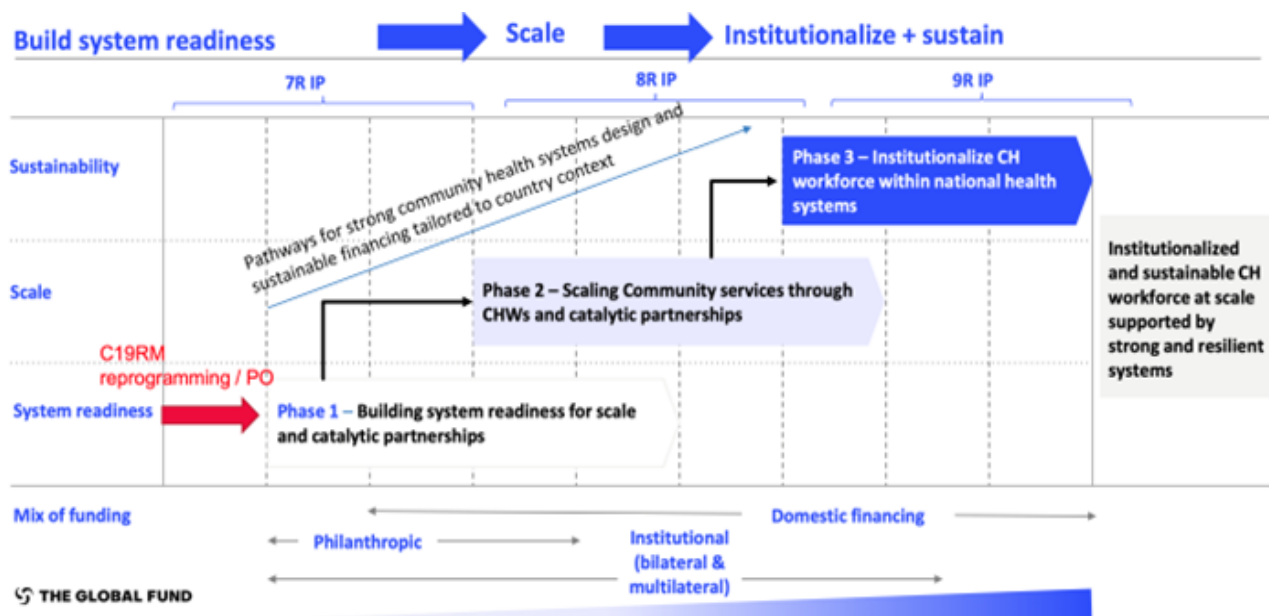 Build system readiness
Scale
Institutionalize + sustain
7R IP
8R IP
9R IP
Sustainability
Pathways for strong community health systems design and
sustainable financing tailored to country context
Phase 3 – Institutionalize CH
workforce within national health
systems
Scale
Phase 2 – Scaling Community services through
CHWs and catalytic partnerships
Institutionalized
and sustainable CH
workforce at scale
supported by
strong and resilient
systems
C19RM
reprogramming / PO
System readiness
Phase 1 – Building system readiness for scale
and catalytic partnerships
Mix of funding
Domestic financing
Philanthropic
Institutional
(bilateral &
multilateral)
THE GLOBAL FUND